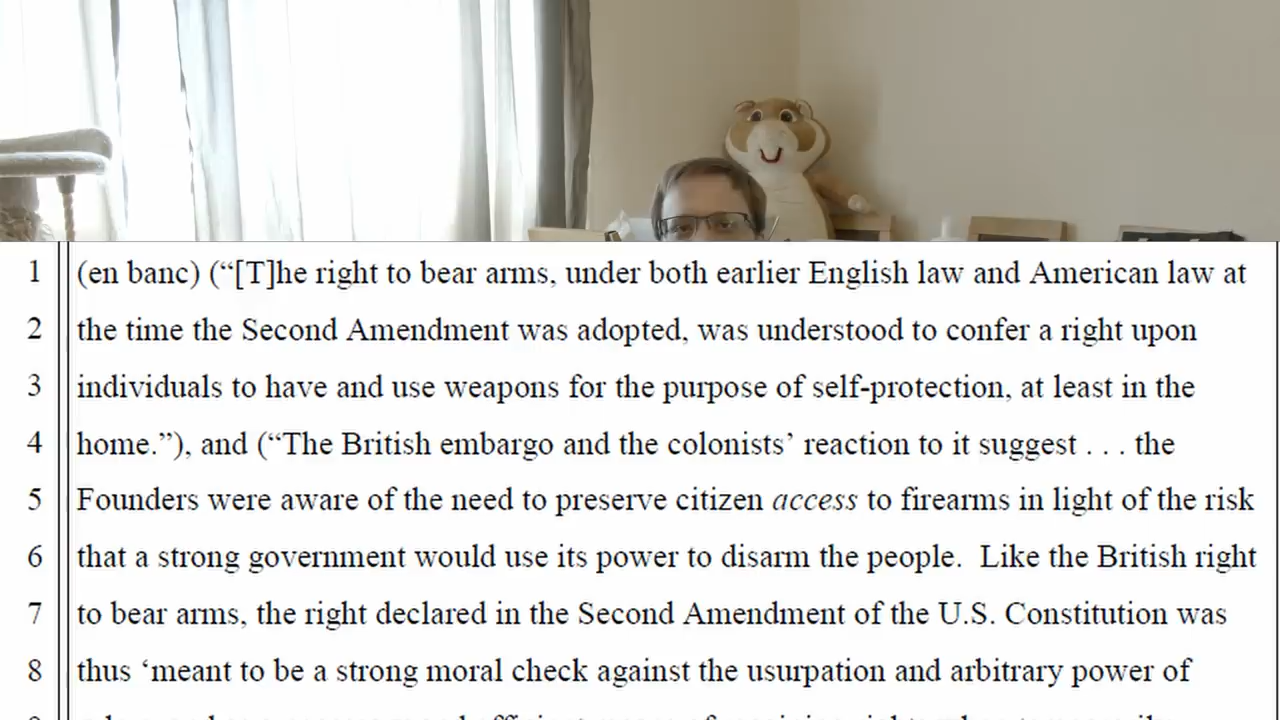 1 (en banc) (“[T]he right to bear arms, under both earlier English law and American law at
2 the time the Second Amendment was adopted, was understood to confer a right upon
3 individuals to have and use weapons for the purpose of self-protection, at least in the
4 home.”), and (“The British embargo and the colonists’ reaction to it suggest . . . the
5 Founders were aware of the need to preserve citizen access to firearms in light of the risk
6 that a strong government would use its power to disarm the people.  Like the British right
7 to bear arms, the right declared in the Second Amendment of the U.S. Constitution was
8 thus ‘meant to be a strong moral check against the usurpation and arbitrary power of